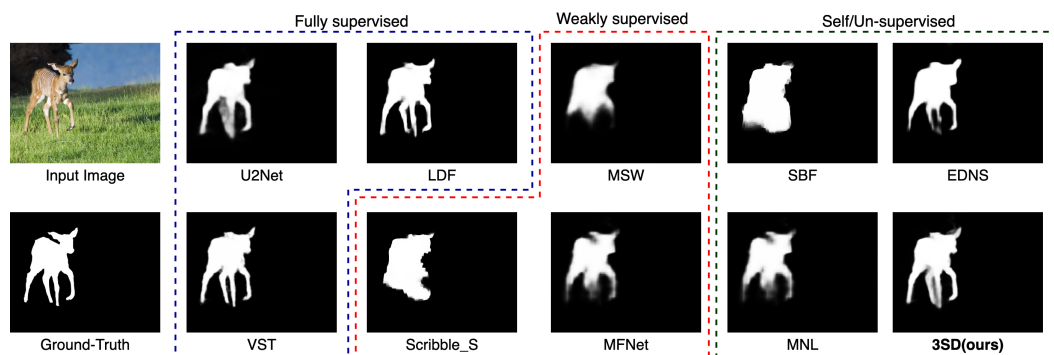 Fully supervised
Weakly supervised
Self/Un-supervised
Input Image
U2Net
LDF
MSW
SBF
EDNS
Ground-Truth
VST
Scribble_S
MFNet
MNL
3SD(ours)